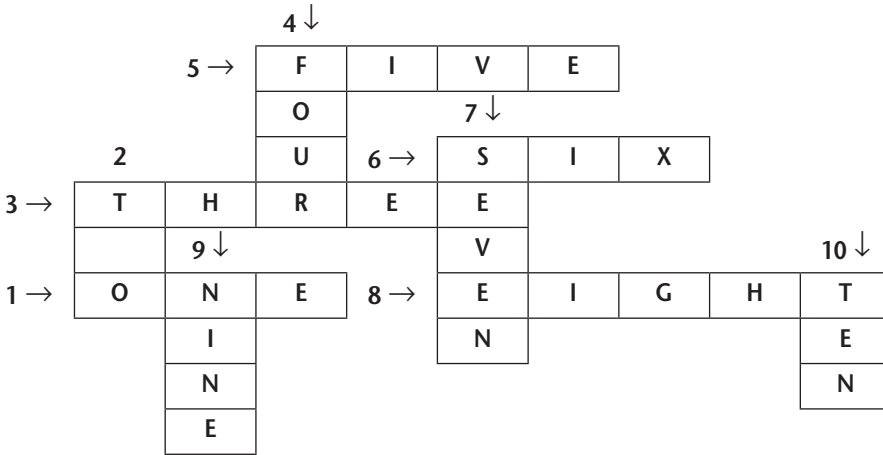 4 ↓
5 → F I V E
O 7 ↓
2 U 6 → S I X
3 → T H R E E
9 ↓ V 10 ↓
1 → O N E 8 → E I G H T
I N E
N N
E